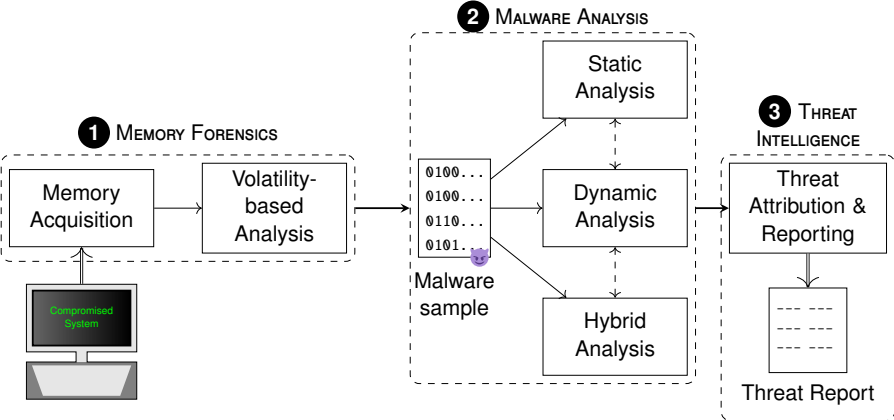 1 Memory Forensics
Memory
Acquisition
Volatility-
based
Analysis
Compromised
System
2 Malware Analysis
0100...
0100...
0110...
0101...
Malware
sample
Static
Analysis
Dynamic
Analysis
Hybrid
Analysis
3 Threat
Intelligence
Threat
Attribution &
Reporting
Threat Report